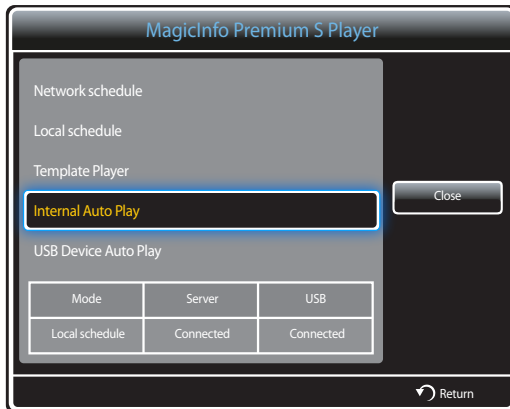 MagicInfo Premium S Player
Network schedule
Local schedule
Template Player
Internal Auto Play
Close
USB Device Auto Play
Mode Server USB
Local schedule Connected Connected
Return